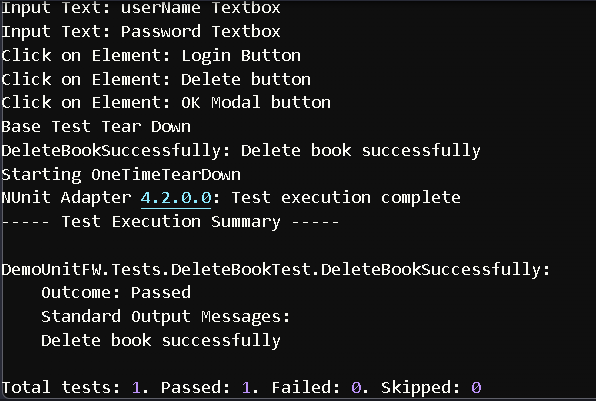 Input Text: userName Textbox
Input Text: Password Textbox
Click on Element: Login Button
Click on Element: Delete button
Click on Element: OK Modal button
Base Test Tear Down
DeleteBookSuccessfully: Delete book successfully
Starting OneTimeTearDown
NUnit Adapter 4.2.0.0: Test execution complete
----- Test Execution Summary -----
DemoUnitFW.Tests.DeleteBookTest.DeleteBookSuccessfully:
Outcome: Passed
Standard Output Messages:
Delete book successfully
Total tests: 1. Passed: 1. Failed: 0. Skipped: 0